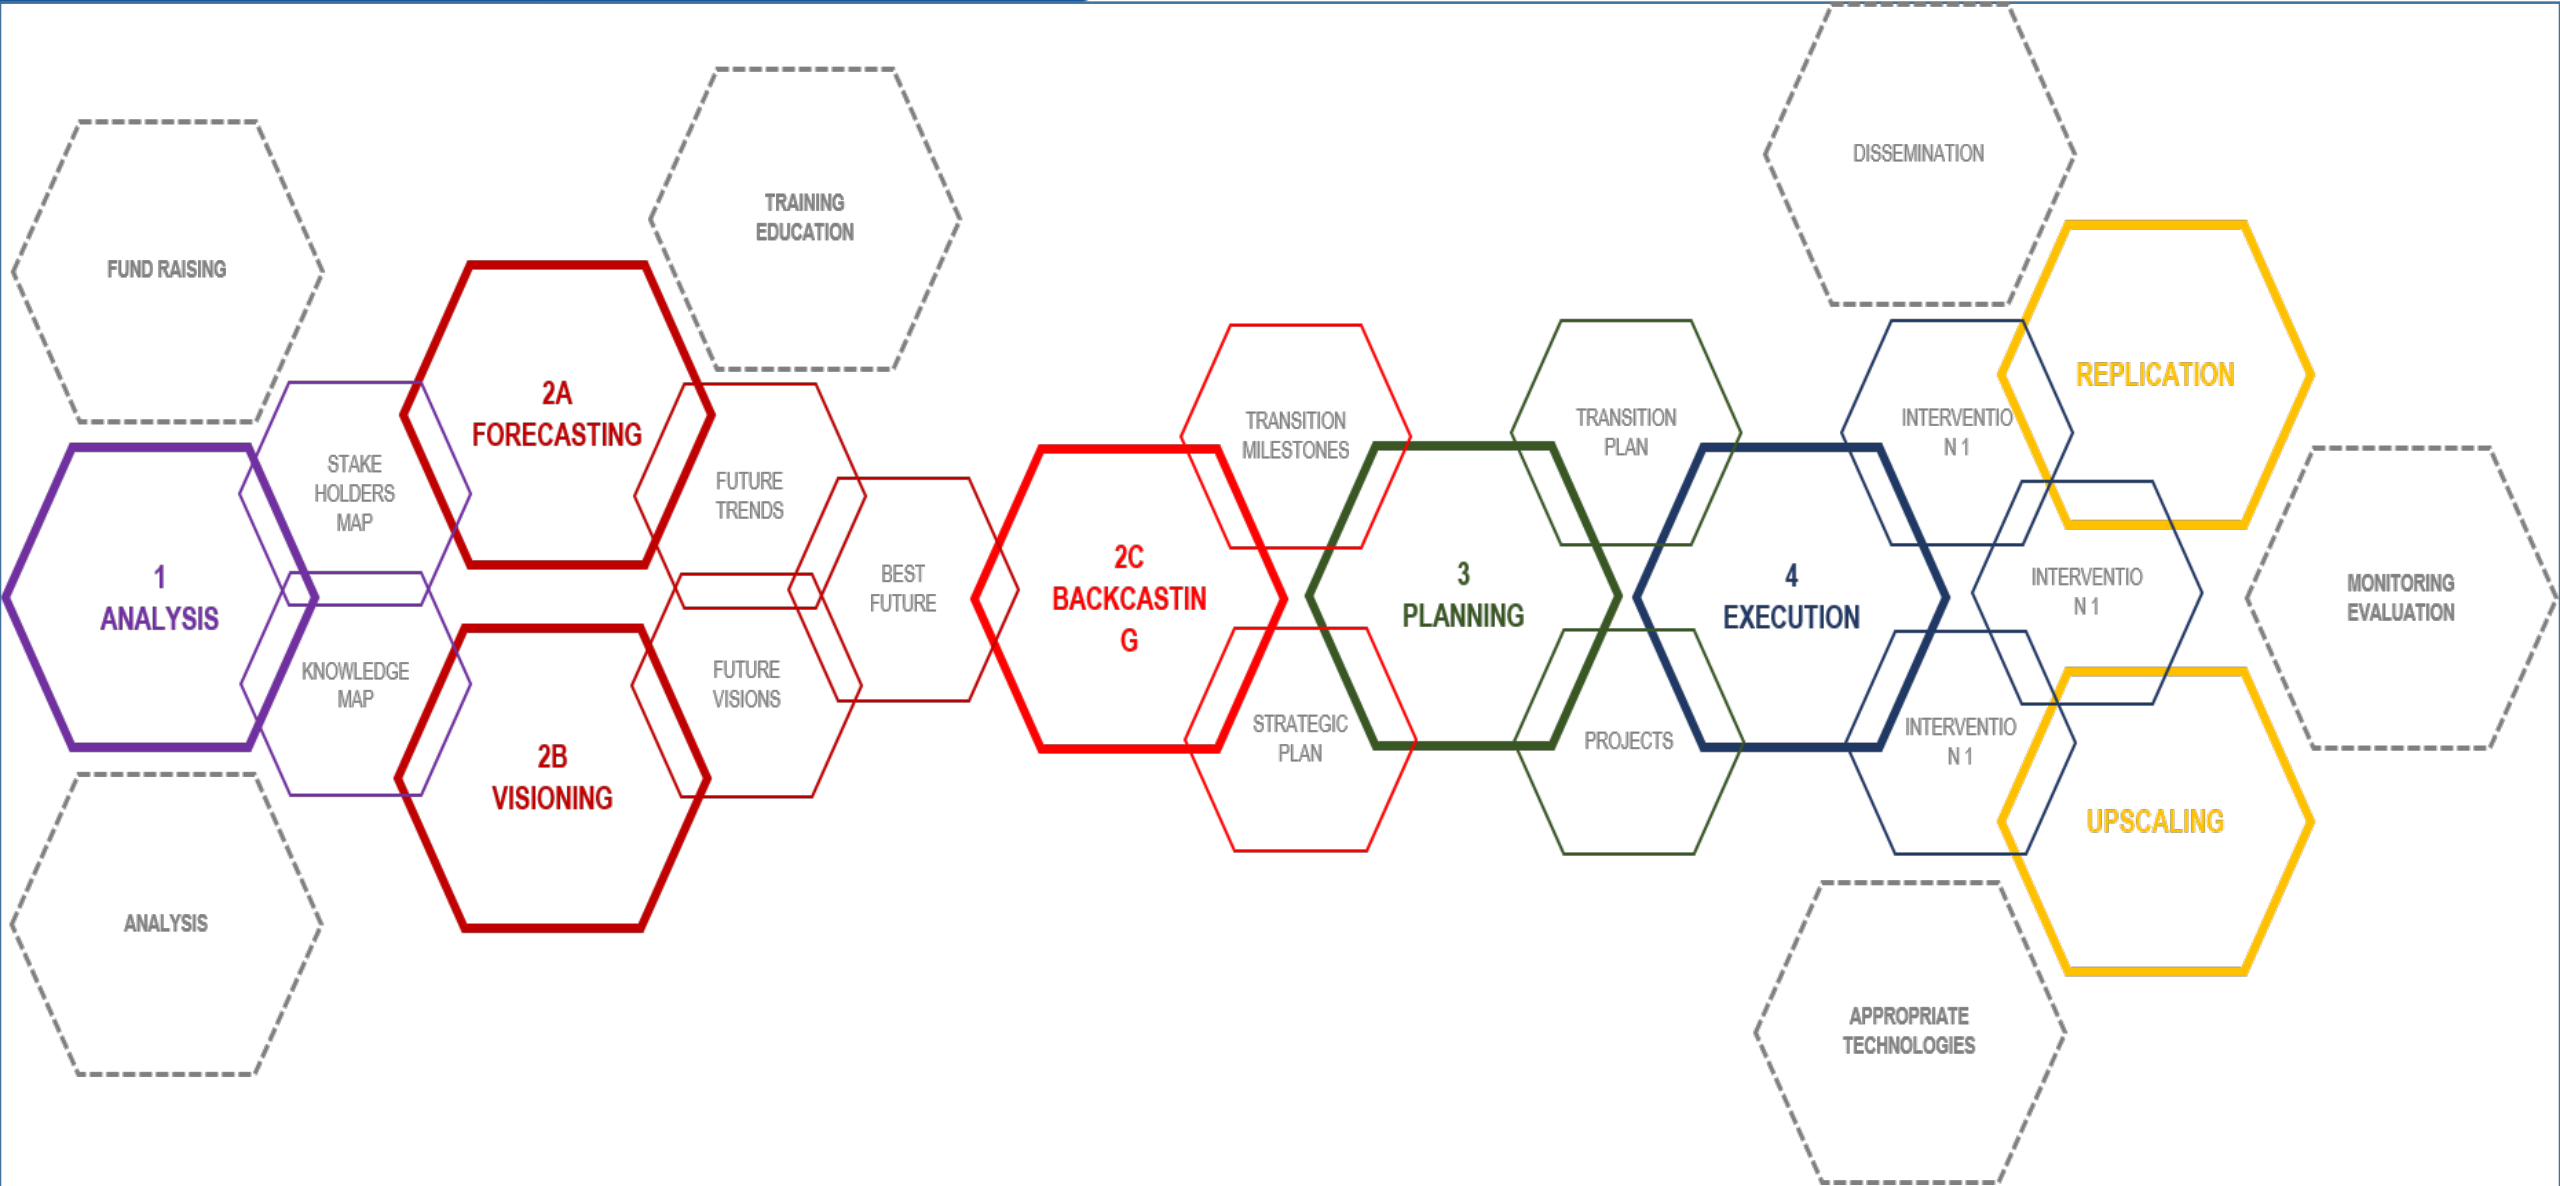 FUND RAISING
TRAINING
EDUCATION
DISSEMINATION
1
ANALYSIS
STAKE
HOLDERS
MAP
KNOWLEDGE
MAP
2A
FORECASTING
2B
VISIONING
FUTURE
TRENDS
FUTURE
VISIONS
BEST
FUTURE
2C
BACKCASTIN
G
TRANSITION
MILESTONES
STRATEGIC
PLAN
3
PLANNING
TRANSITION
PLAN
PROJECTS
4
EXECUTION
INTERVENTIO
N 1
INTERVENTIO
N 1
INTERVENTIO
N 1
REPLICATION
UPSCALING
MONITORING
EVALUATION
ANALYSIS
APPROPRIATE
TECHNOLOGIES